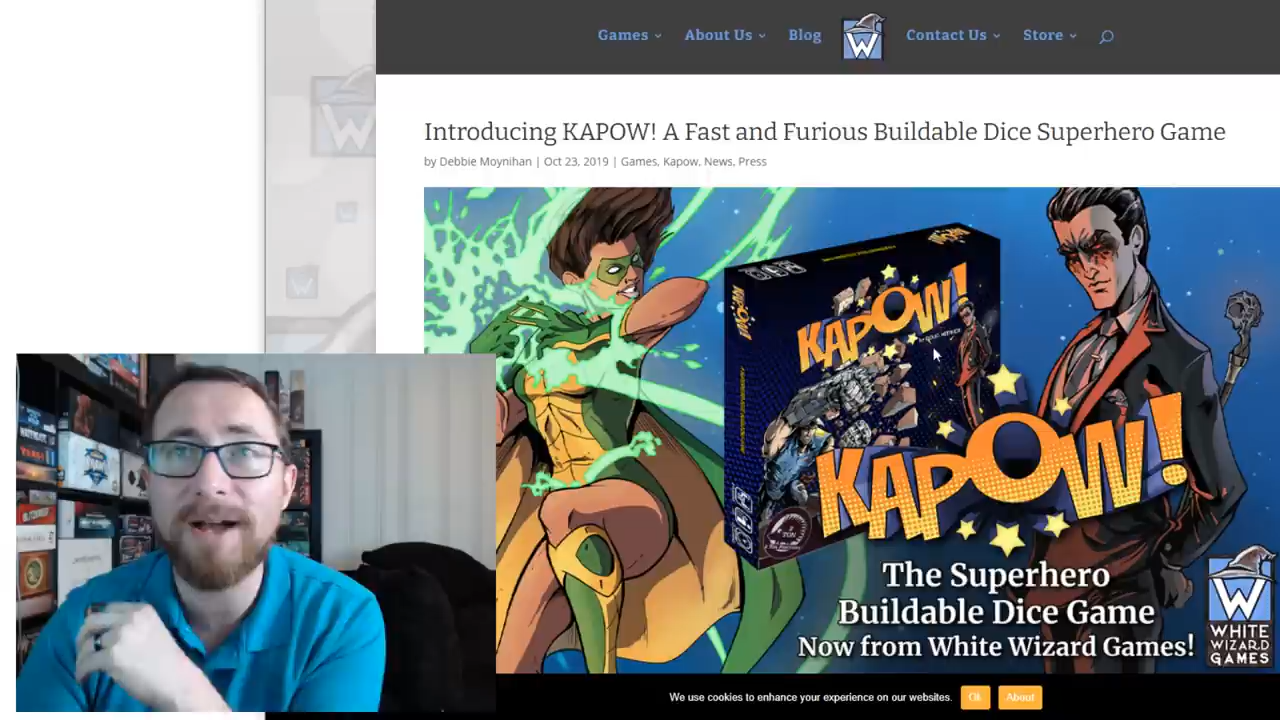 Games About Us Blog W Contact Us Store
Introducing KAPOW! A Fast and Furious Buildable Dice Superhero Game
by Debbie Moynihan | Oct 23, 2019 | Games, Kapow, News, Press
KAPOW!
KAPOW!
KAPOW!
KAPOW!
The Superhero
Buildable Dice Game
Now from White Wizard Games!
W
WHITE
WIZARD
GAMES
We use cookies to enhance your experience on our websites. Ok About